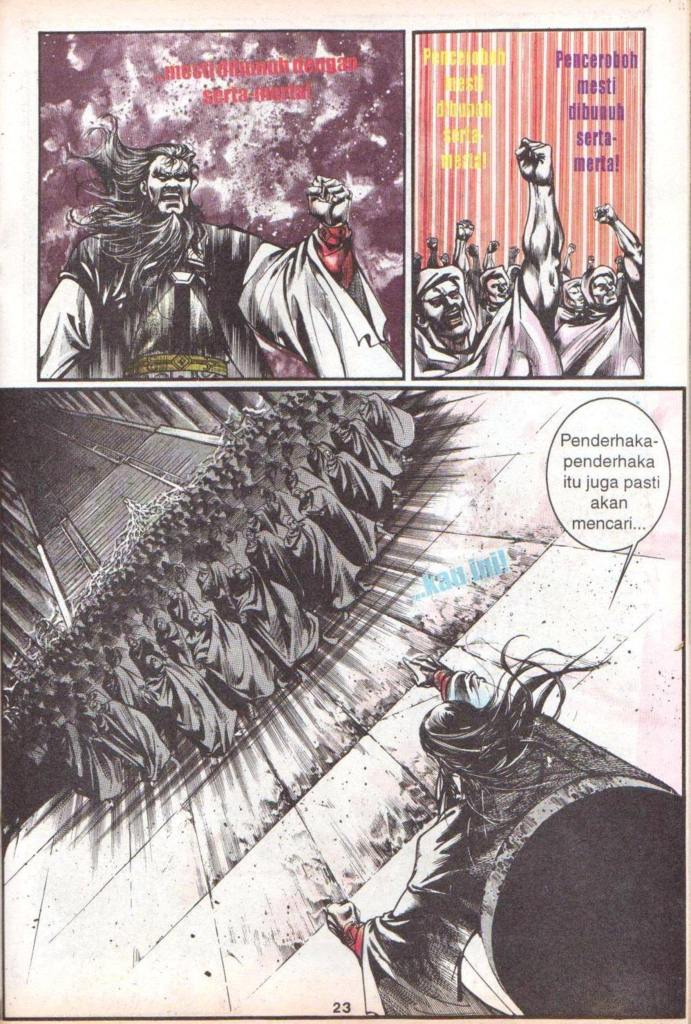 ...mesti dibunuh dengan
serta-merta!
Penceroboh
mesti
dibunuh
serta-
merta!
Penceroboh
mesti
dibunuh
serta-
merta!
Penderhaka-
penderhaka
itu juga pasti
akan
mencari...
...kau ini!
23